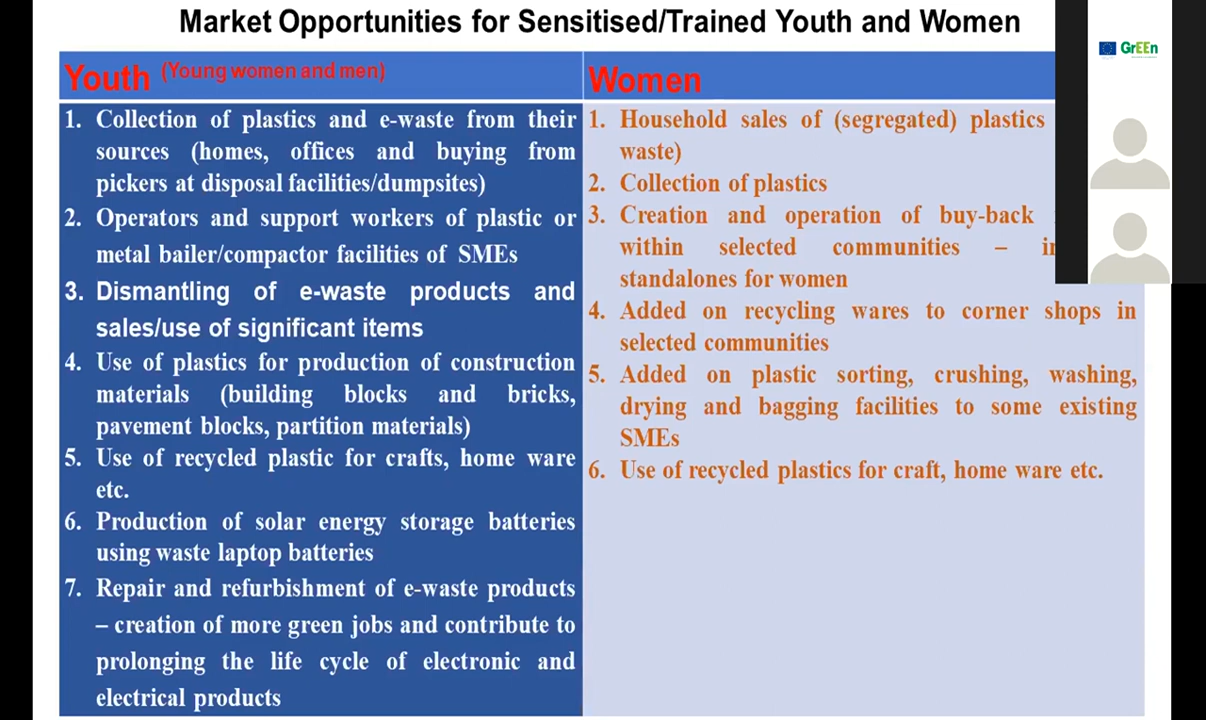 Market Opportunities for Sensitised/Trained Youth and Women
GrEEn
Youth (Young women and men)
1. Collection of plastics and e-waste from their
sources (homes, offices and buying from
pickers at disposal facilities/dumpsites)
2. Operators and support workers of plastic or
metal bailer/compactor facilities of SMEs
3. Dismantling of e-waste products and
sales/use of significant items
4. Use of plastics for production of construction
materials (building blocks and bricks,
pavement blocks, partition materials)
5. Use of recycled plastic for crafts, home ware
etc.
6. Production of solar energy storage batteries
using waste laptop batteries
7. Repair and refurbishment of e-waste products
– creation of more green jobs and contribute to
prolonging the life cycle of electronic and
electrical products
Women
1. Household sales of (segregated) plastics
waste)
2. Collection of plastics
3. Creation and operation of buy-back
within selected communities –
standalones for women
4. Added on recycling wares to corner shops in
selected communities
5. Added on plastic sorting, crushing, washing,
drying and bagging facilities to some existing
SMEs
6. Use of recycled plastics for craft, home ware etc.